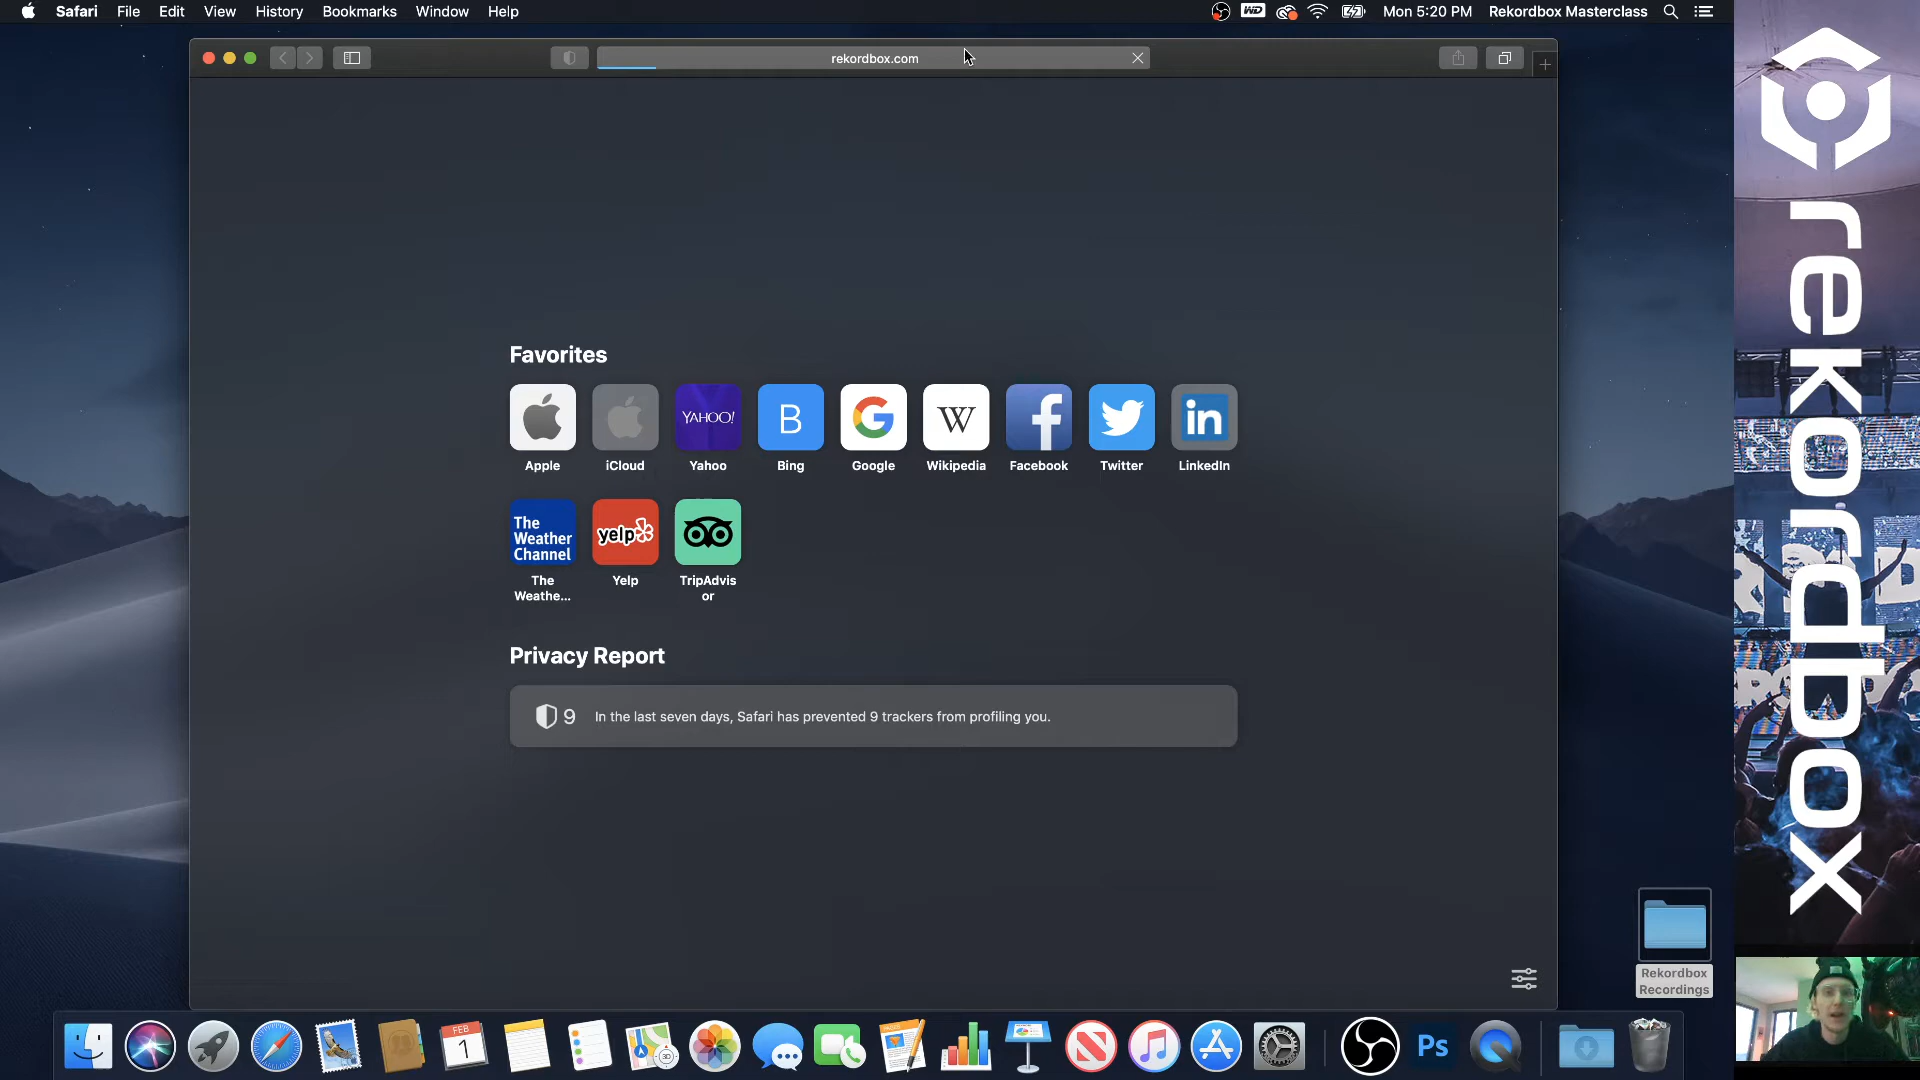 Safari File Edit View History Bookmarks Window Help
WD Mon 5:20 PM Rekordbox Masterclass
rekordbox.com
Favorites
YAHOO! B G W f in
Apple iCloud Yahoo Bing Google Wikipedia Facebook Twitter LinkedIn
The
Weather
Channel
yelp
The
Weathe...
Yelp
TripAdvis
or
Privacy Report
9 In the last seven days, Safari has prevented 9 trackers from profiling you.
rekordbox
Rekordbox
Recordings
FEB
1
3D
Ps